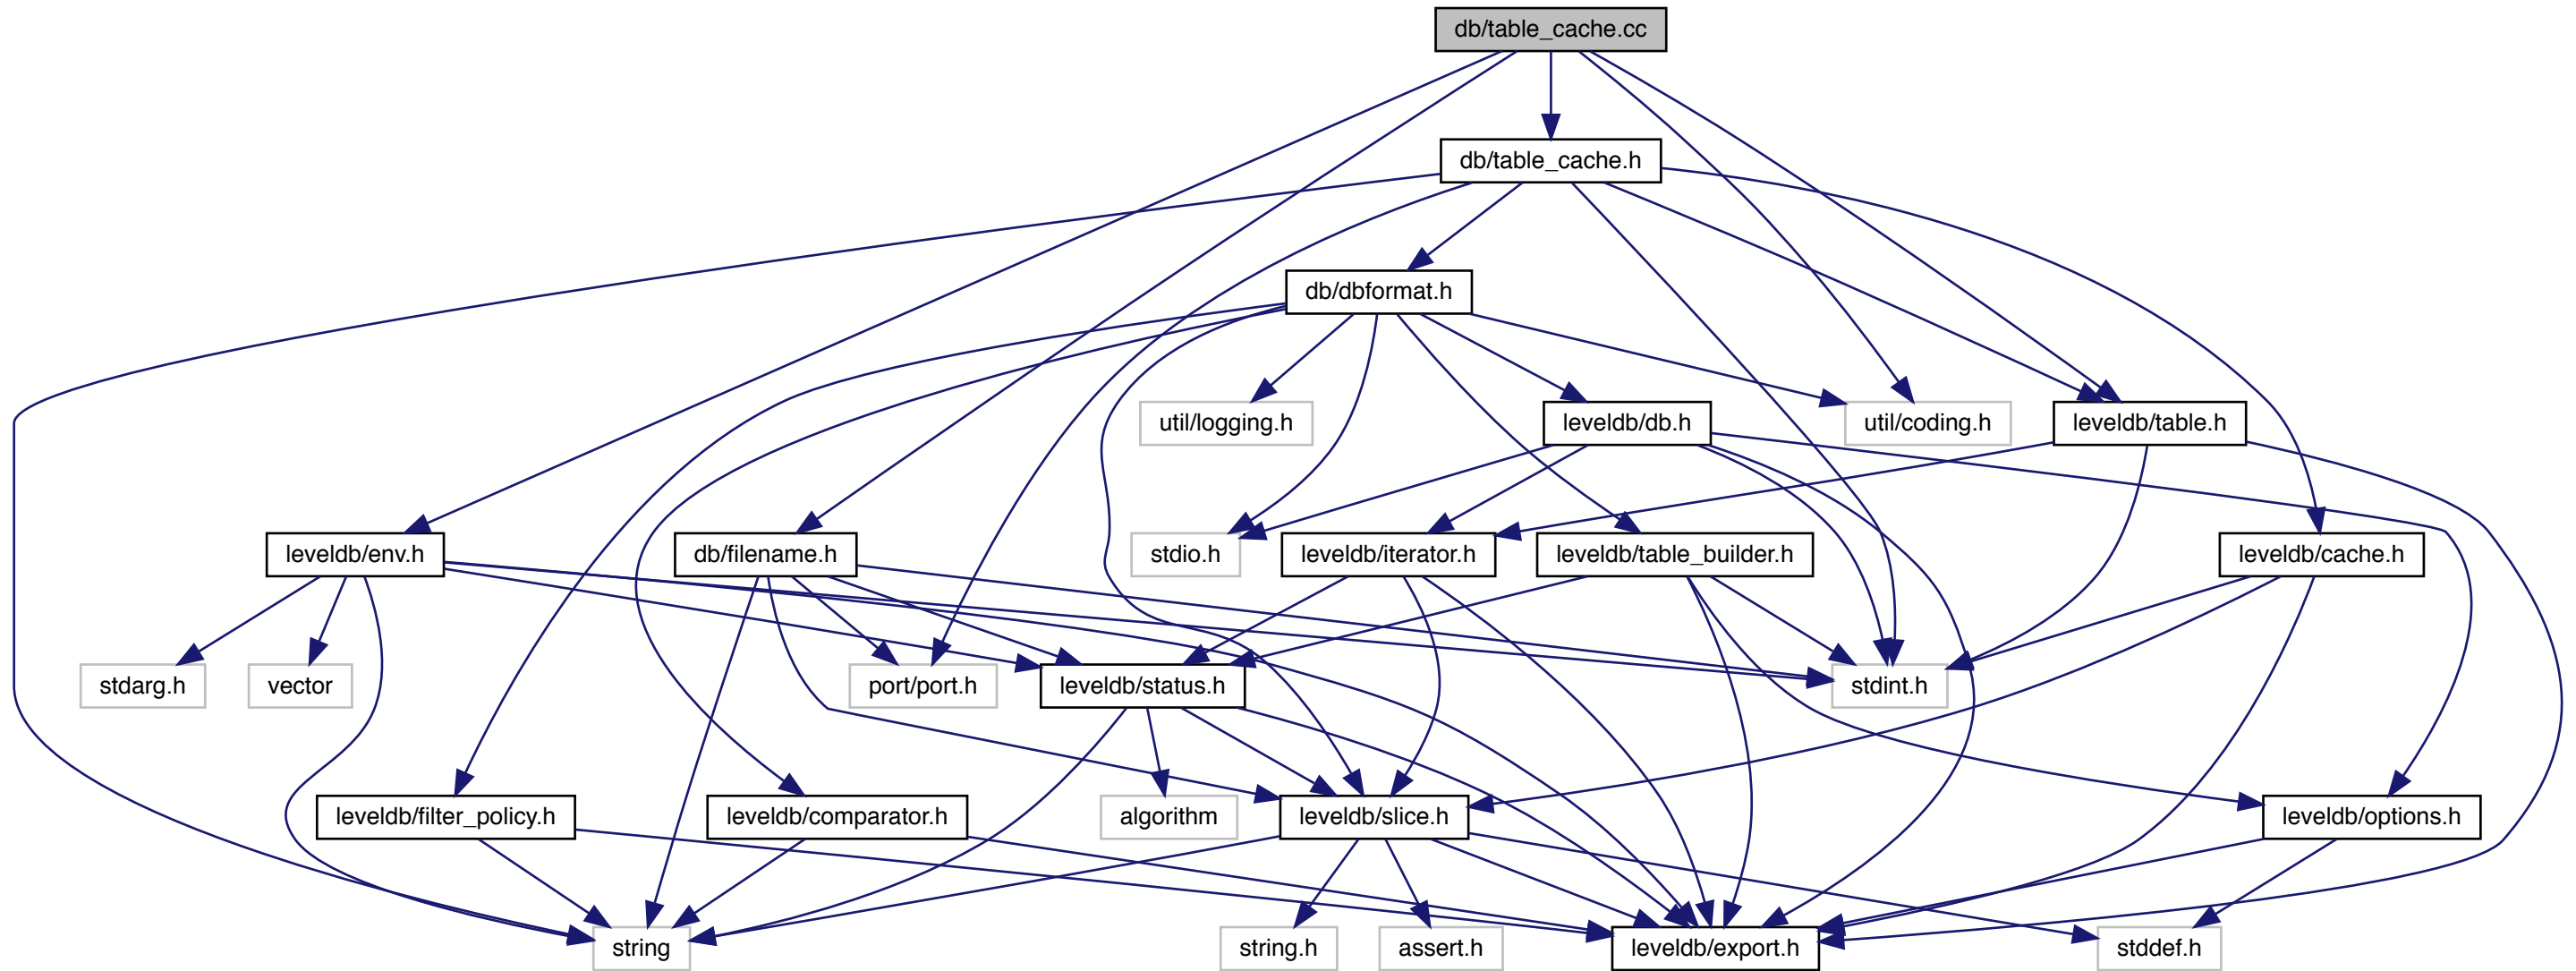 db/table_cache.cc
db/table_cache.h
db/dbformat.h
util/logging.h
leveldb/db.h
util/coding.h
leveldb/table.h
leveldb/env.h
db/filename.h
stdio.h
leveldb/iterator.h
leveldb/table_builder.h
leveldb/cache.h
stdarg.h
vector
port/port.h
leveldb/status.h
stdint.h
leveldb/filter_policy.h
leveldb/comparator.h
algorithm
leveldb/slice.h
leveldb/options.h
string
string.h
assert.h
leveldb/export.h
stddef.h